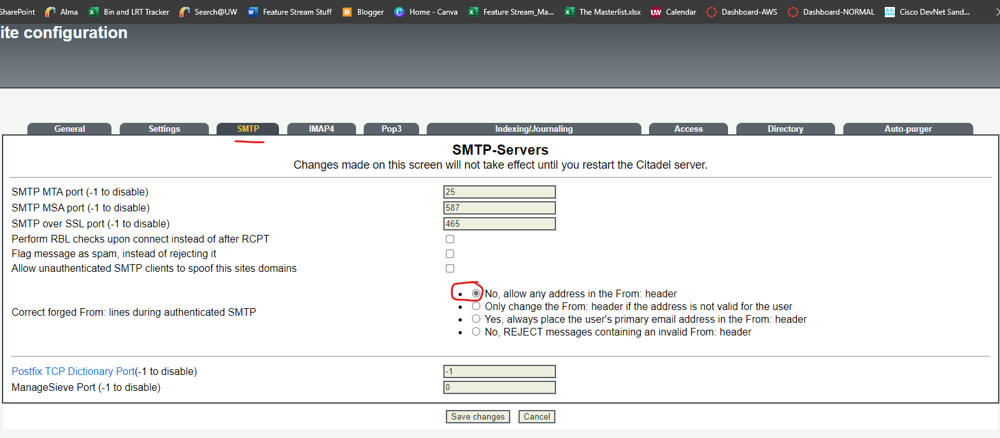 SharePoint Alma Bin and LRT Tracker Search@UW Feature Stream Stuff Blogger Home - Canva Feature Stream_Ma... The Masterlist.xlsx UW Calendar Dashboard-AWS Dashboard-NORMAL Cisco DevNet Sand...
ite configuration
General Settings SMTP IMAP4 Pop3 Indexing/Journaling Access Directory Auto-purger
SMTP-Servers
Changes made on this screen will not take effect until you restart the Citadel server.
SMTP MTA port (-1 to disable) 25
SMTP MSA port (-1 to disable) 587
SMTP over SSL port (-1 to disable) 465
Perform RBL checks upon connect instead of after RCPT
Flag message as spam, instead of rejecting it
Allow unauthenticated SMTP clients to spoof this sites domains
Correct forged From: lines during authenticated SMTP
No, allow any address in the From: header
Only change the From: header if the address is not valid for the user
Yes, always place the user's primary email address in the From: header
No, REJECT messages containing an invalid From: header
Postfix TCP Dictionary Port(-1 to disable) -1
ManageSieve Port (-1 to disable) 0
Save changes Cancel